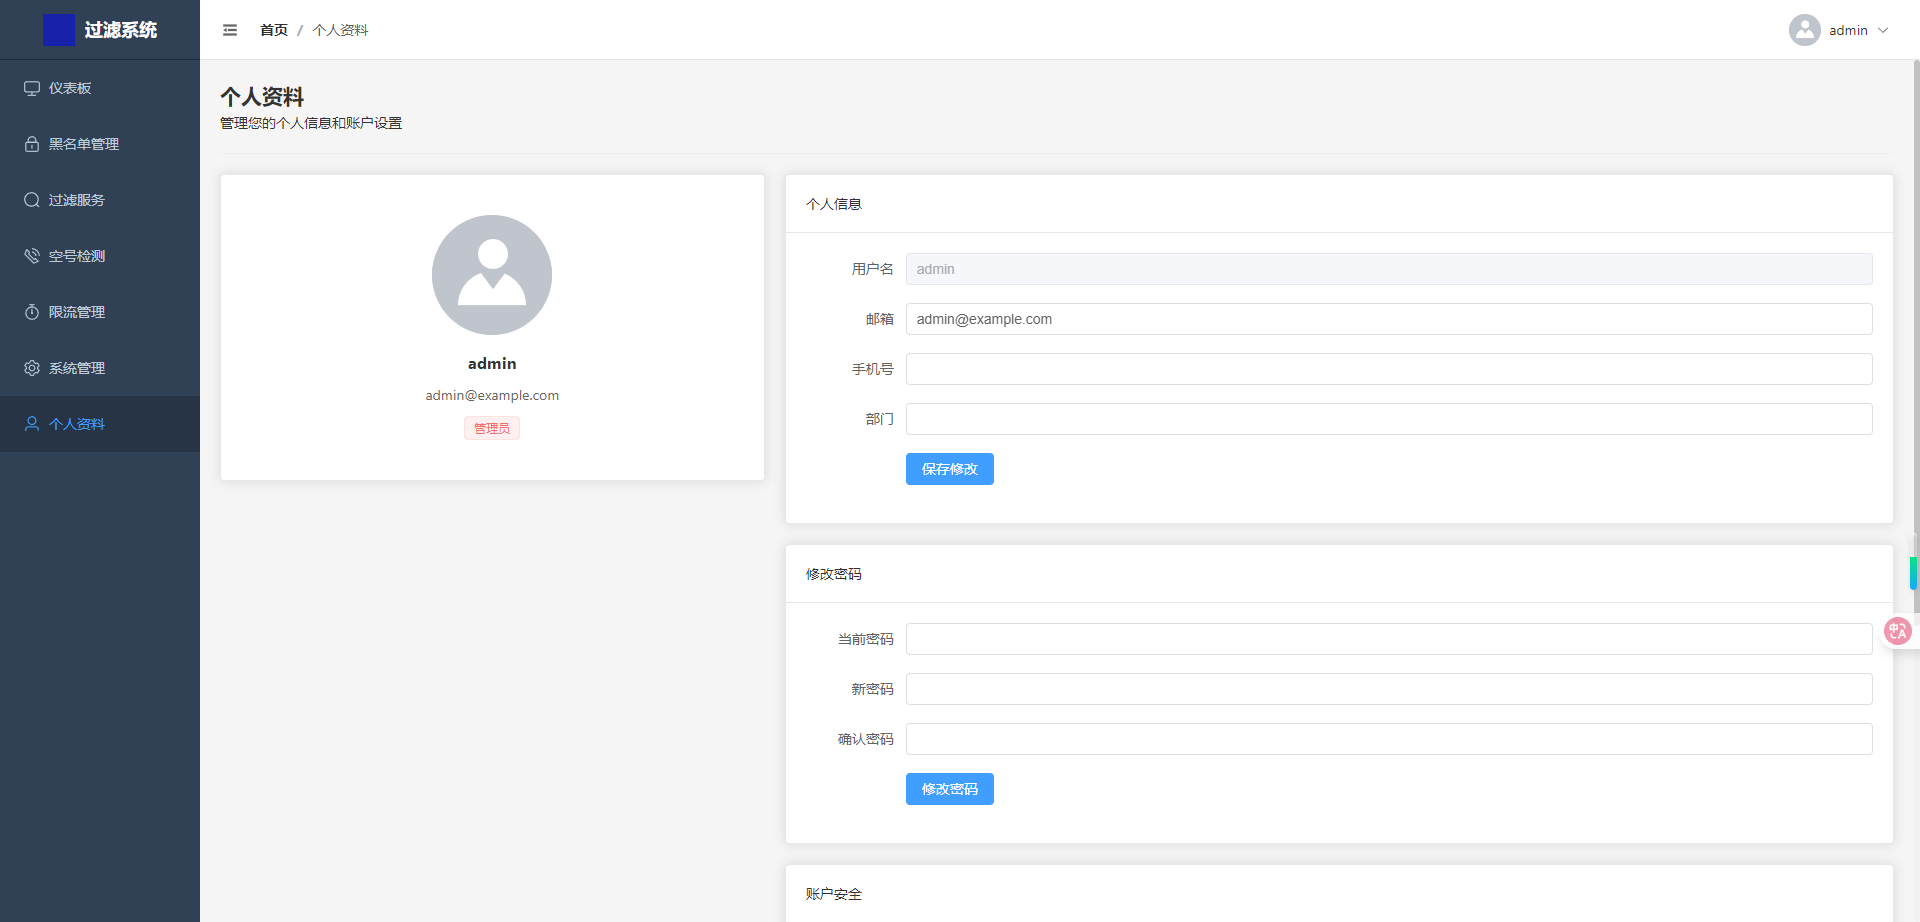 过滤系统
仪表板
黑名单管理
过滤服务
空号检测
限流管理
系统管理
个人资料
首页 / 个人资料
admin
个人资料
管理您的个人信息和账户设置
admin
admin@example.com
管理员
个人信息
用户名 admin
邮箱 admin@example.com
手机号
部门
保存修改
修改密码
当前密码
新密码
确认密码
修改密码
账户安全
中A